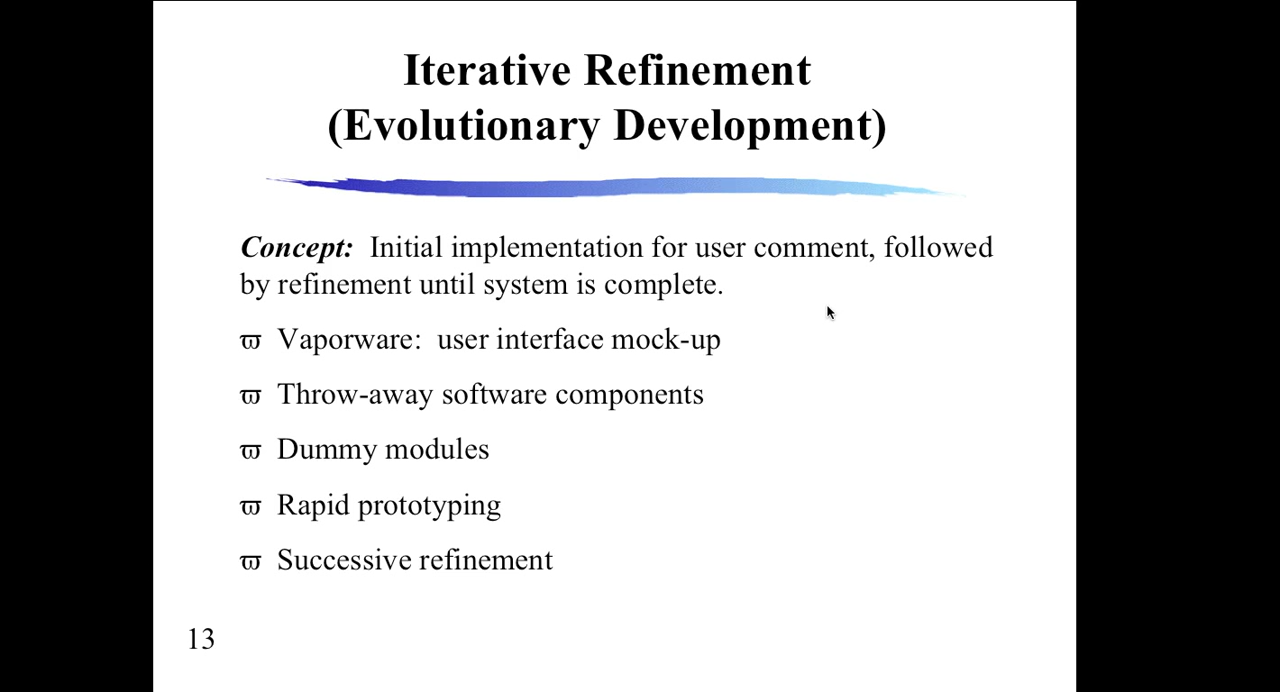 Iterative Refinement
(Evolutionary Development)
Concept: Initial implementation for user comment, followed
by refinement until system is complete.
ϖ Vaporware: user interface mock-up
ϖ Throw-away software components
ϖ Dummy modules
ϖ Rapid prototyping
ϖ Successive refinement
13